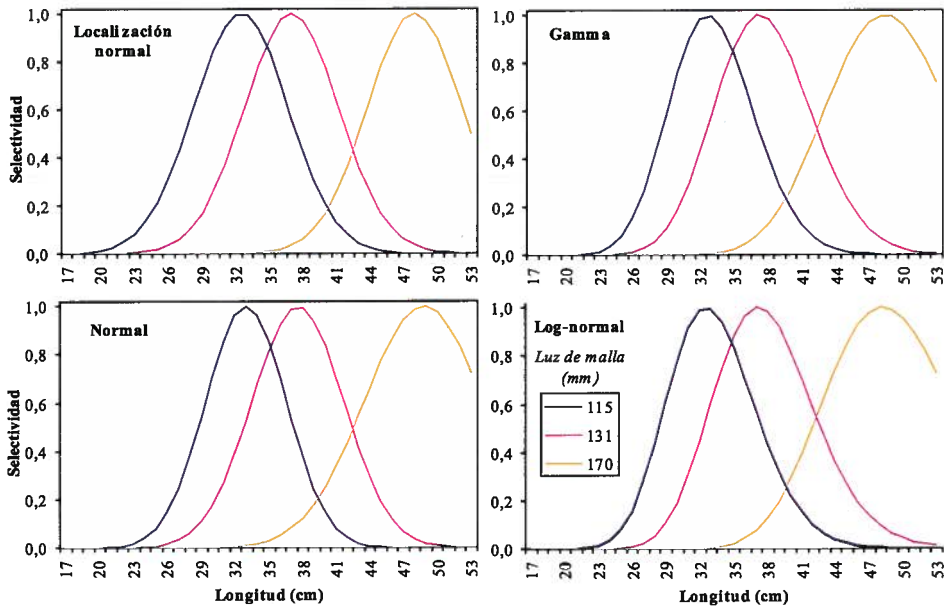 Localización
normal
Selectividad
1,0
0,8
0,6
0,4
0,2
0,0
17 20 23 26 29 32 35 38 41 44 47 50 53
Gamma
1,0
0,8
0,6
0,4
0,2
0,0
17 20 23 26 29 32 35 38 41 44 47 50 53
Normal
Selectividad
1,0
0,8
0,6
0,4
0,2
0,0
17 20 23 26 29 32 35 38 41 44 47 50 53
Longitud (cm)
Log-normal
Luz de malla
(mm)
115
131
170
1,0
0,8
0,6
0,4
0,2
0,0
17 20 23 26 29 32 35 38 41 44 47 50 53
Longitud (cm)